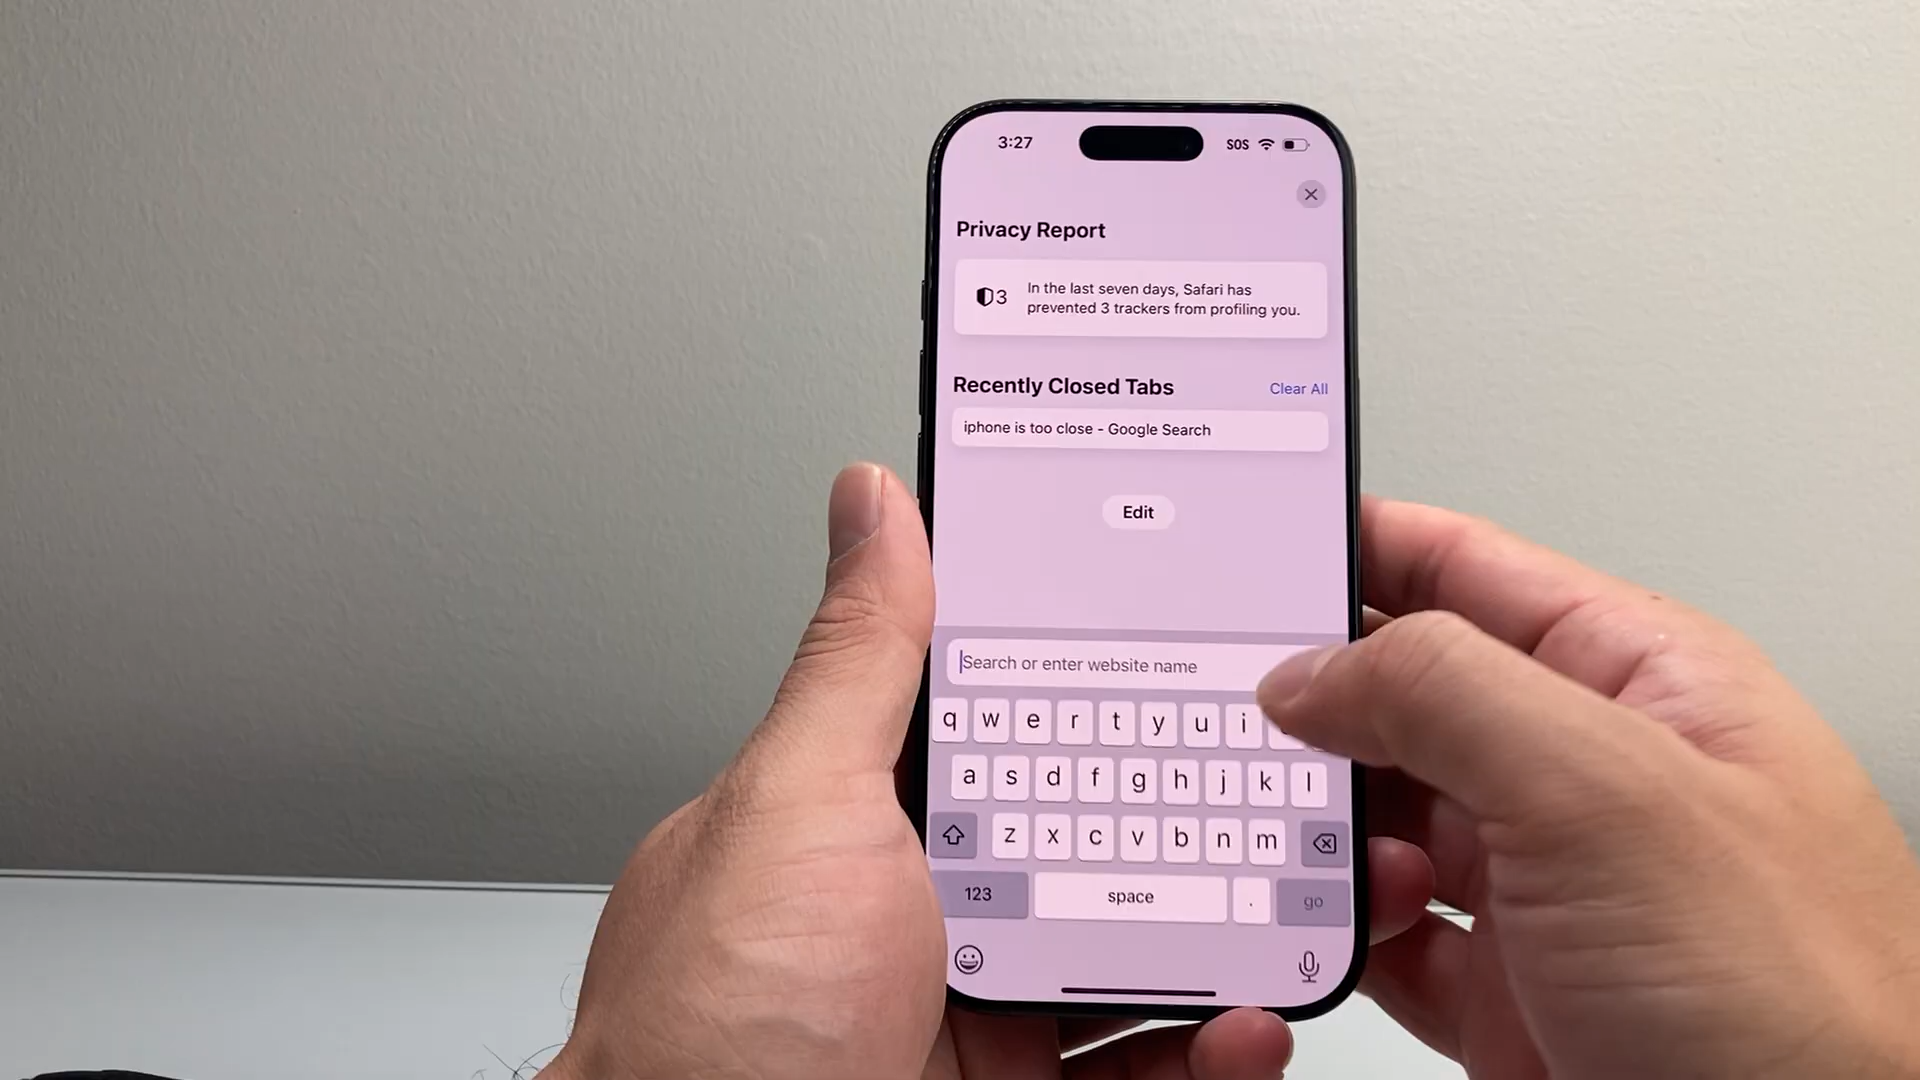 3:27 SOS
Privacy Report
3 In the last seven days, Safari has
prevented 3 trackers from profiling you.
Recently Closed Tabs Clear All
iphone is too close - Google Search
Edit
Search or enter website name
q w e r t y u i
a s d f g h j k l
z x c v b n m
123 space . go